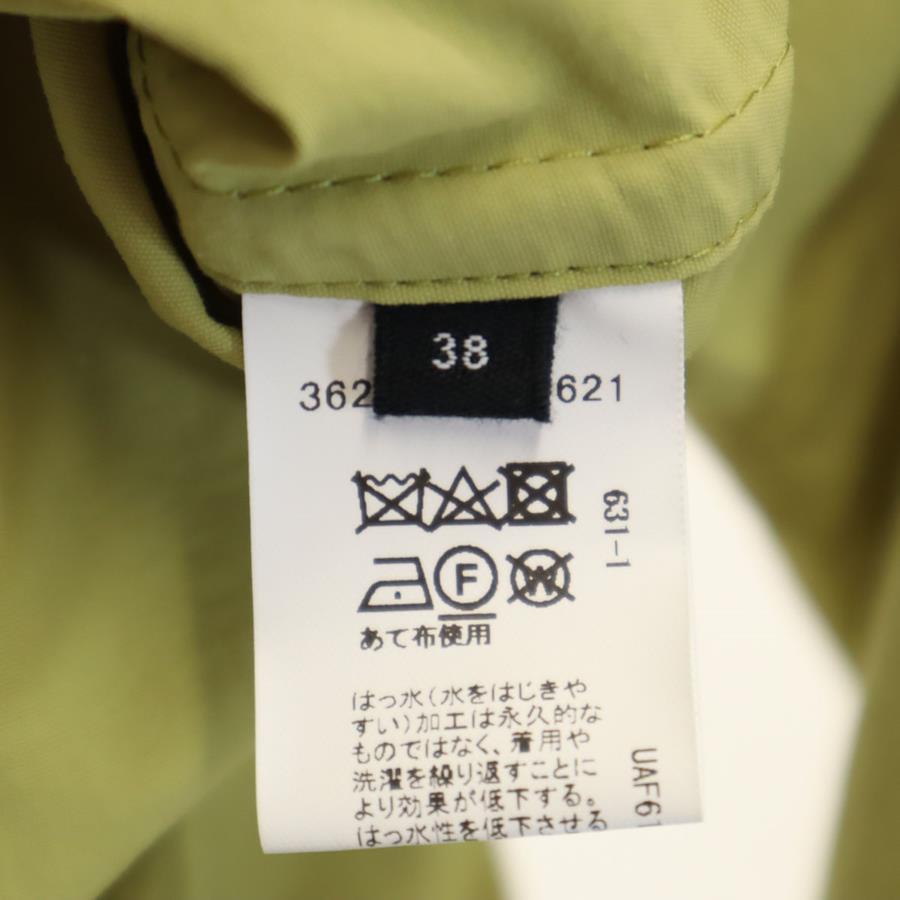 38
362
621
631-1
F
W
あて布使用
はっ水(水をはじきや
すい)加工は永久的な
ものではなく、着用や
洗濯を繰り返すことに
より効果が低下する。
はっ水性を低下させる
UAF61